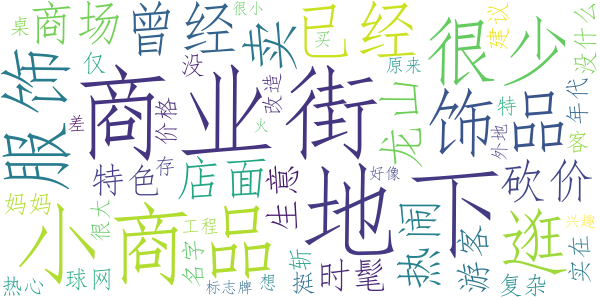 桌 商场 曾经 卖 已经 很小 很少 建议 没什么
服饰 仅 没 买 原来
商业街 改造 龙山 饰品 特 年代
差 价格 火 外地 客
特色 存 店面 生意 好像 砍价
妈妈 小商品 很大 工程 名字 地下 热闹 逛 兴趣
挺 折 时髦 游客 实在
热心 球网 标志牌 想 复杂